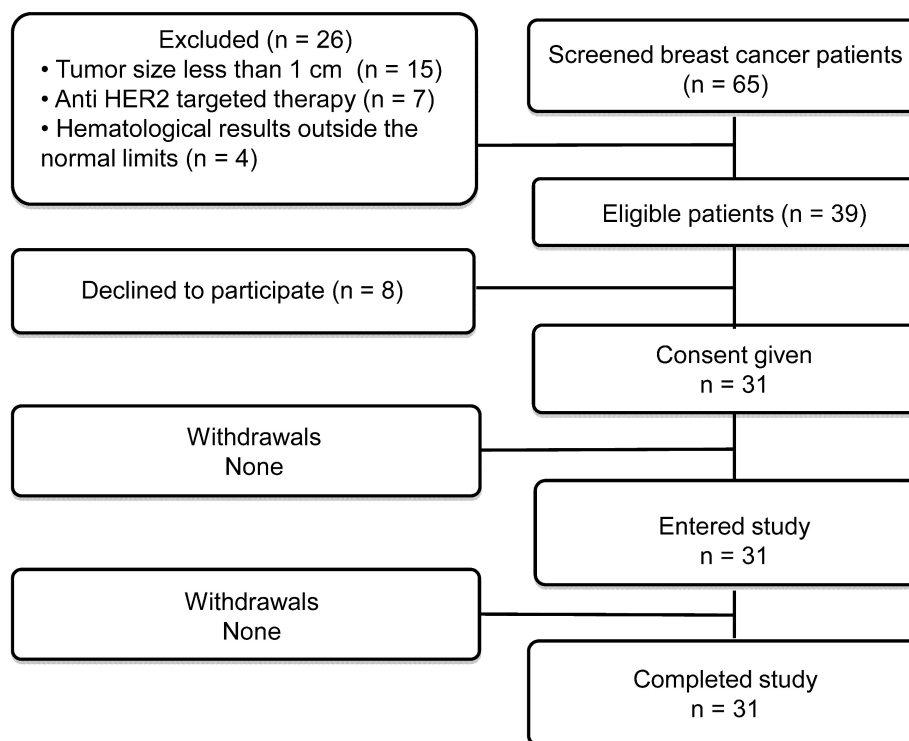 Excluded (n = 26)
• Tumor size less than 1 cm (n = 15)
• Anti HER2 targeted therapy (n = 7)
• Hematological results outside the
normal limits (n = 4)
Screened breast cancer patients
(n = 65)
Eligible patients (n = 39)
Declined to participate (n = 8)
Consent given
n = 31
Withdrawals
None
Entered study
n = 31
Withdrawals
None
Completed study
n = 31